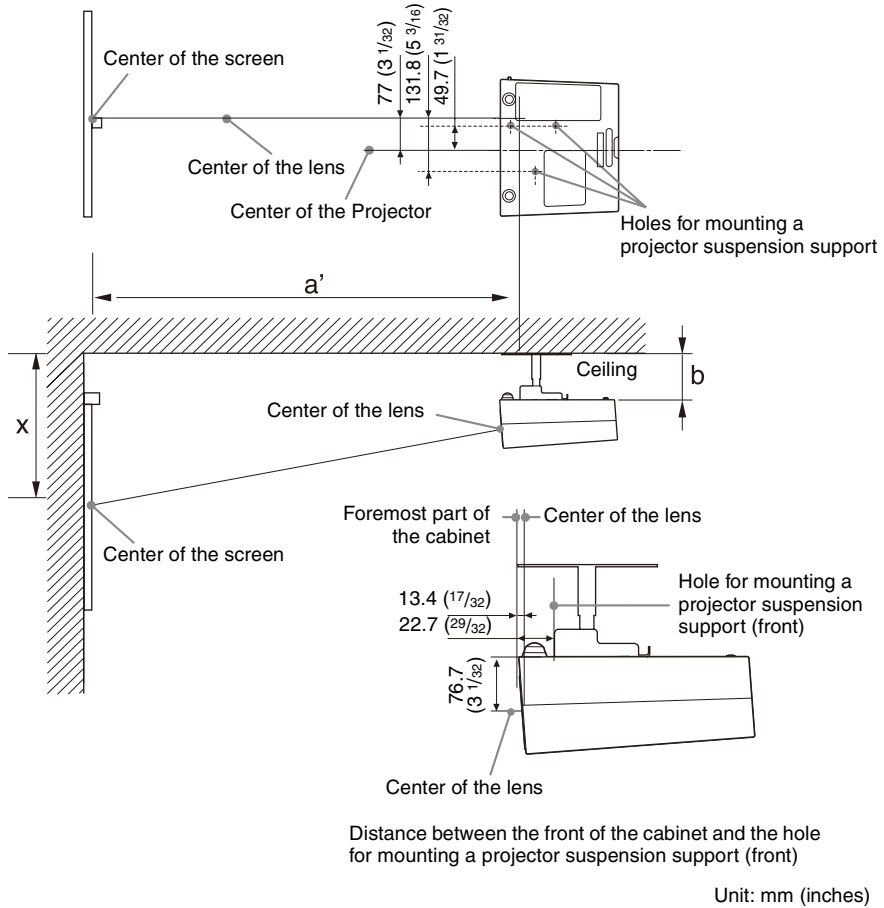 Center of the screen
77 (3 1/32)
131.8 (5 3/16)
49.7 (1 31/32)
Center of the lens
Center of the Projector
Holes for mounting a
projector suspension support
a’
x
Ceiling
b
Center of the lens
Center of the screen
Foremost part of
the cabinet
Center of the lens
13.4 (17/32)
22.7 (29/32)
Hole for mounting a
projector suspension
support (front)
76.7
(3 1/32)
Center of the lens
Distance between the front of the cabinet and the hole
for mounting a projector suspension support (front)
Unit: mm (inches)